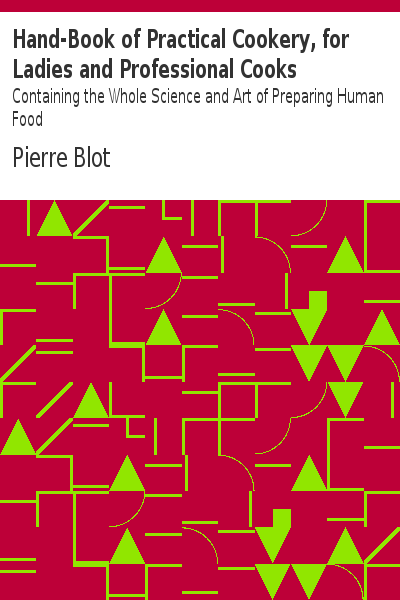 Hand-Book of Practical Cookery, for
Ladies and Professional Cooks
Containing the Whole Science and Art of Preparing Human
Food
Pierre Blot